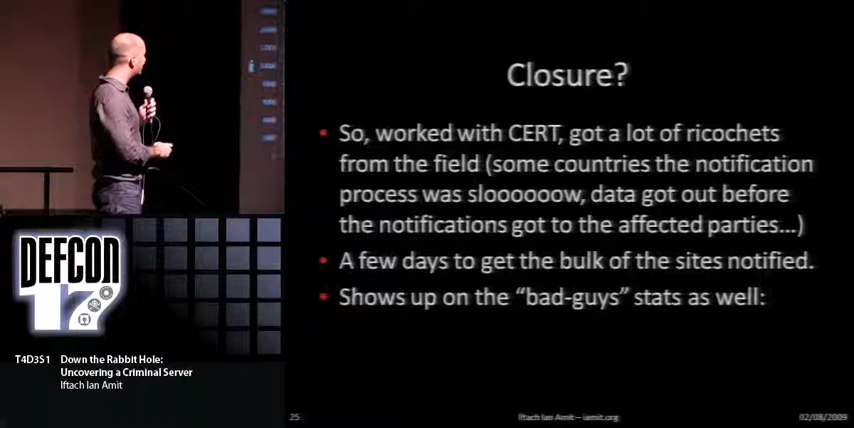 Closure?
• So, worked with CERT, got a lot of ricochets
from the field (some countries the notification
process was sloooooow, data got out before
the notifications got to the affected parties...)
• A few days to get the bulk of the sites notified.
• Shows up on the "bad-guys" stats as well:
DEFCON
17
T4D3S1 Down the Rabbit Hole:
Uncovering a Criminal Server
Iftach Ian Amit
25 Iftach Ian Amit – iamit.org 02/08/2009